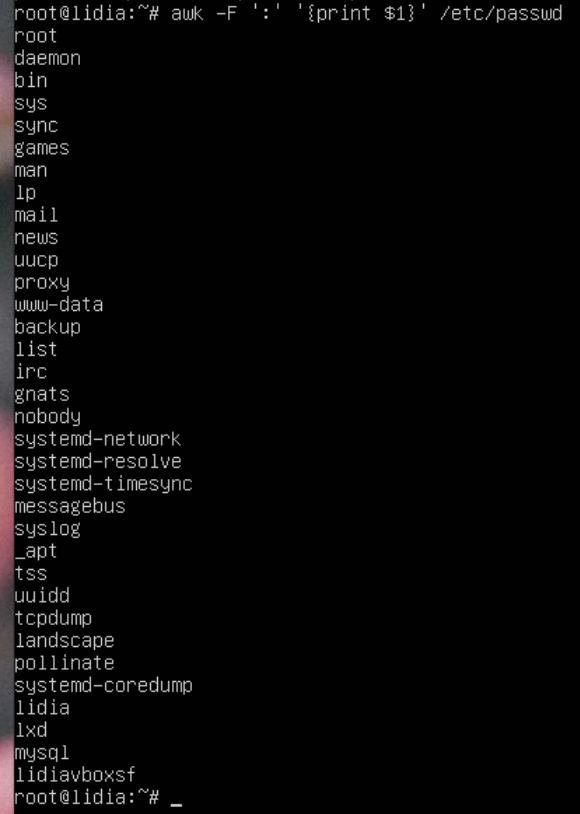 root@lidia:~# awk -F ':' '{print $1}' /etc/passwd
root
daemon
bin
sys
sync
games
man
lp
mail
news
uucp
proxy
www-data
backup
list
irc
gnats
nobody
systemd-network
systemd-resolve
systemd-timesync
messagebus
syslog
_apt
tss
uuidd
tcpdump
landscape
pollinate
systemd-coredump
lidia
lxd
mysql
lidiavboxsf
root@lidia:~# _